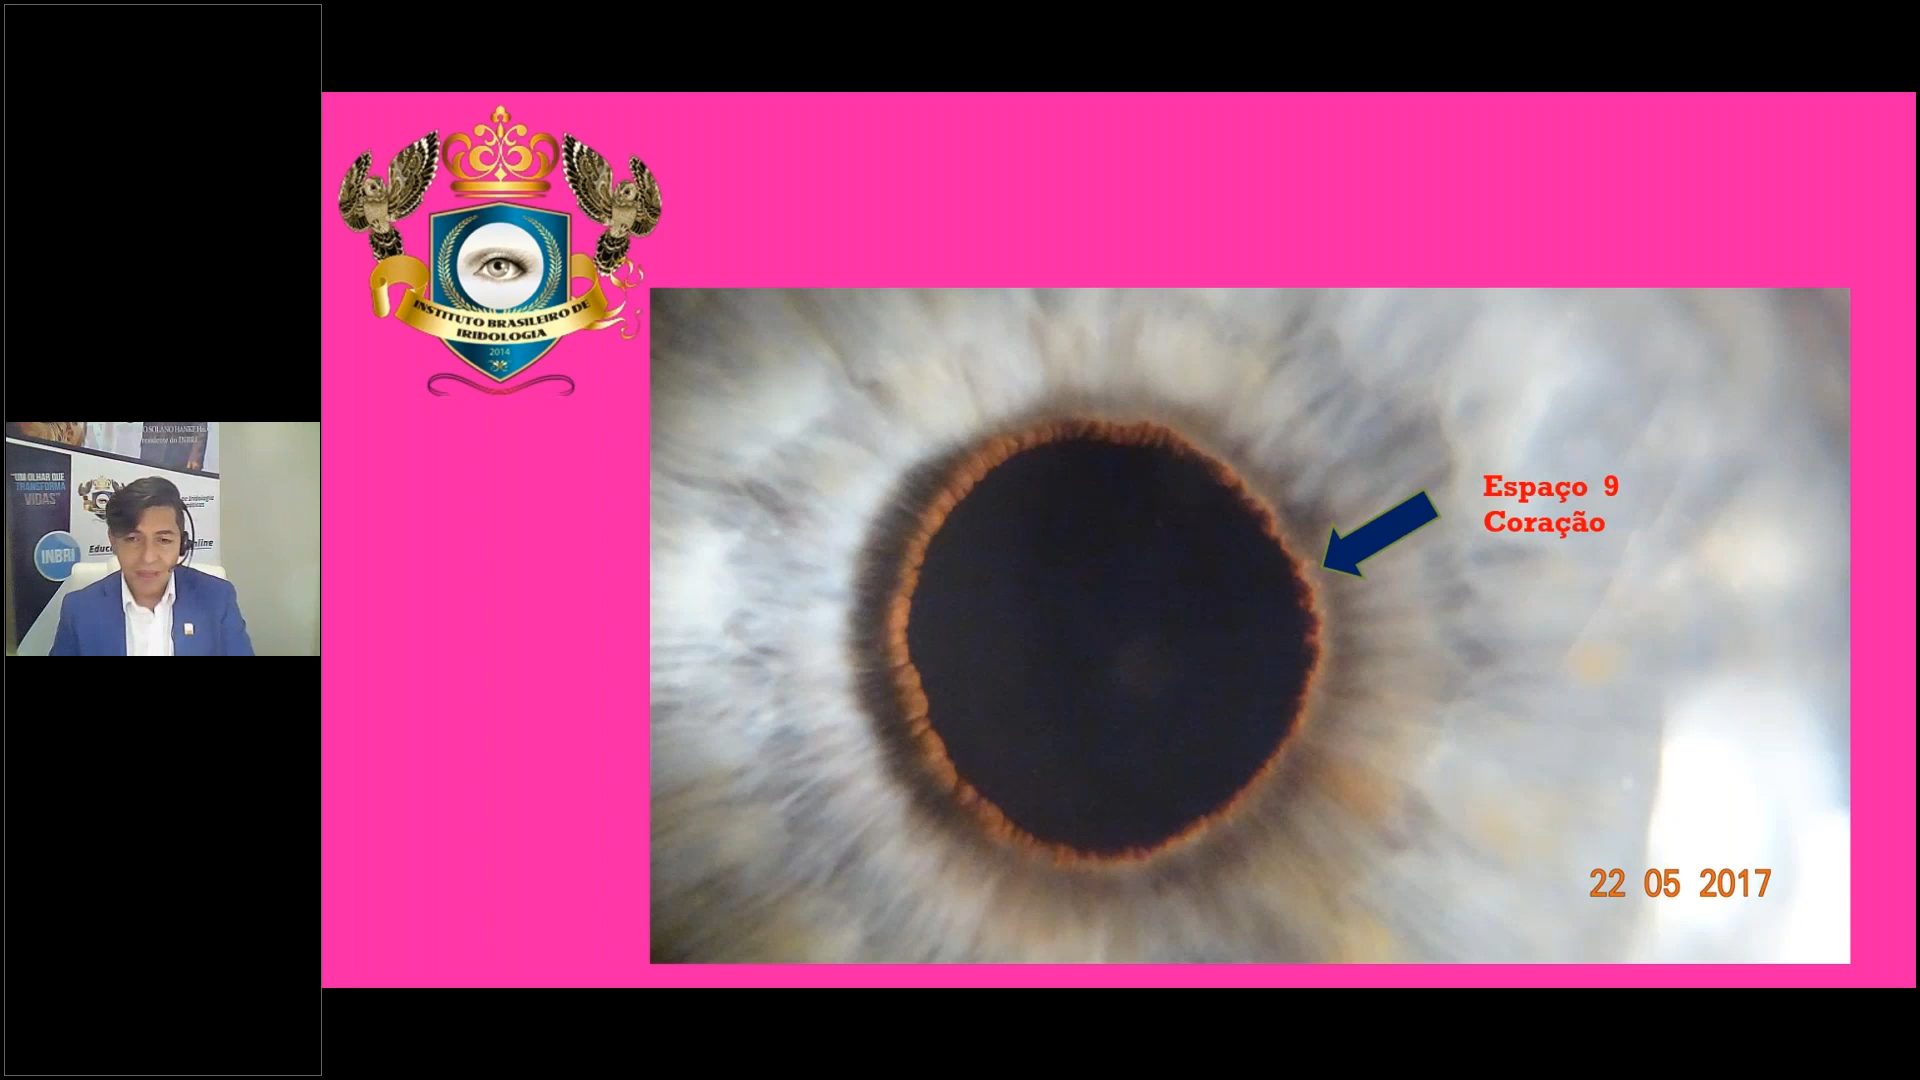 INSTITUTO BRASILEIRO DE
IRIDOLOGIA
2014
Espaço 9
Coração
22 05 2017
"UM OLHAR QUE
TRANSFORMA
VIDAS"
INBRI